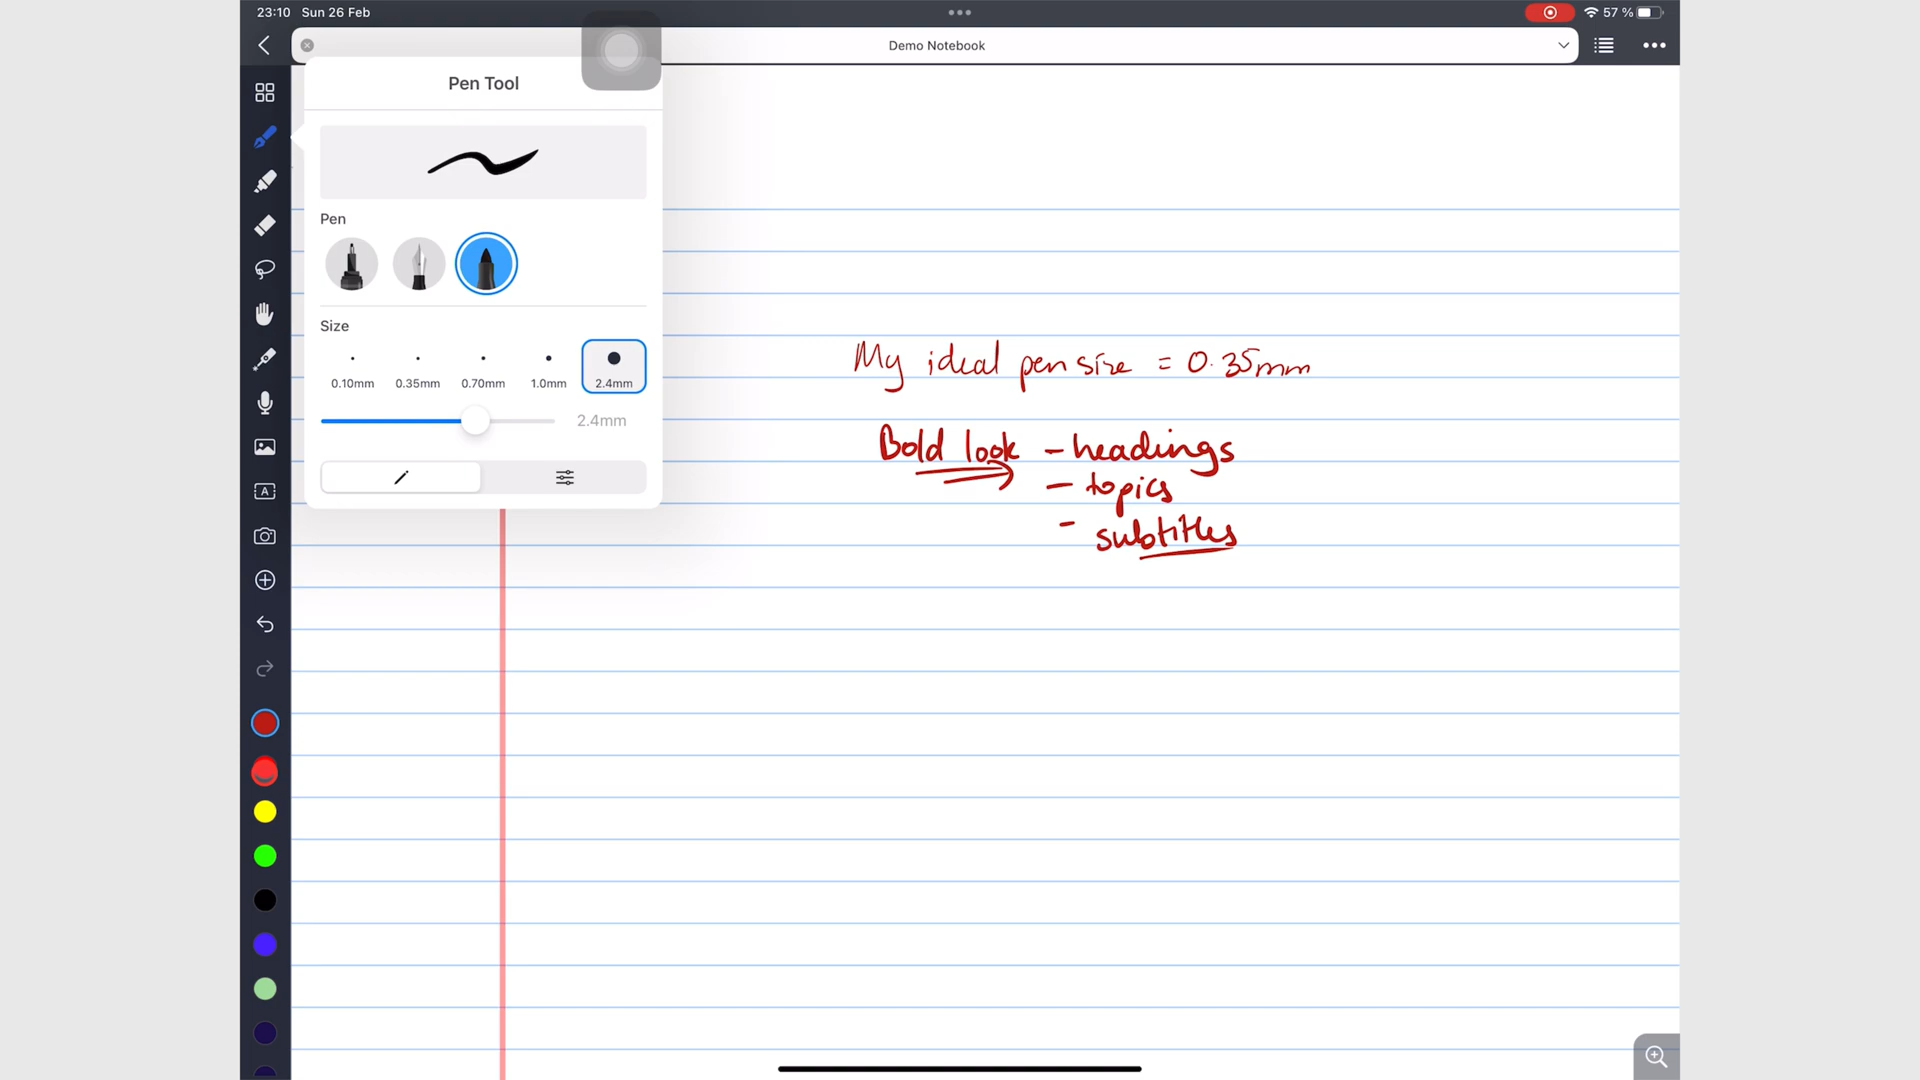 23:10 Sun 26 Feb
57 %
Demo Notebook
Pen Tool
Pen
Size
0.10mm 0.35mm 0.70mm 1.0mm 2.4mm
2.4mm
A
My ideal pen size = 0.35mm
Bold look - headings
- topics
- subtitles